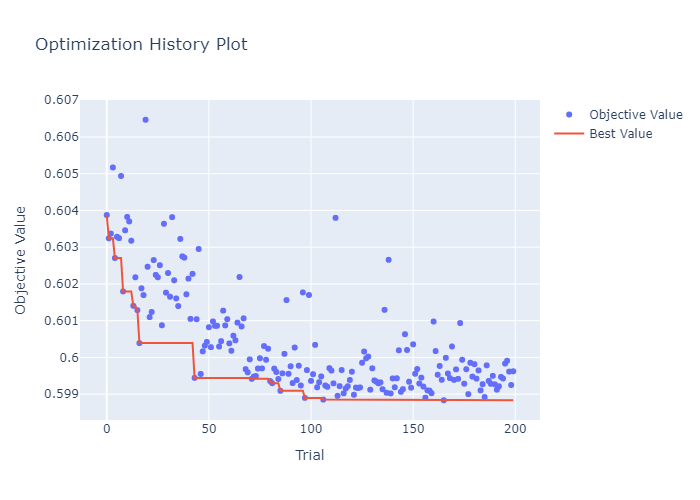 Optimization History Plot
0.607
0.606
0.605
0.604
0.603
0.602
0.601
0.6
0.599
Objective Value
0
50
100
150
200
Trial
Objective Value
Best Value